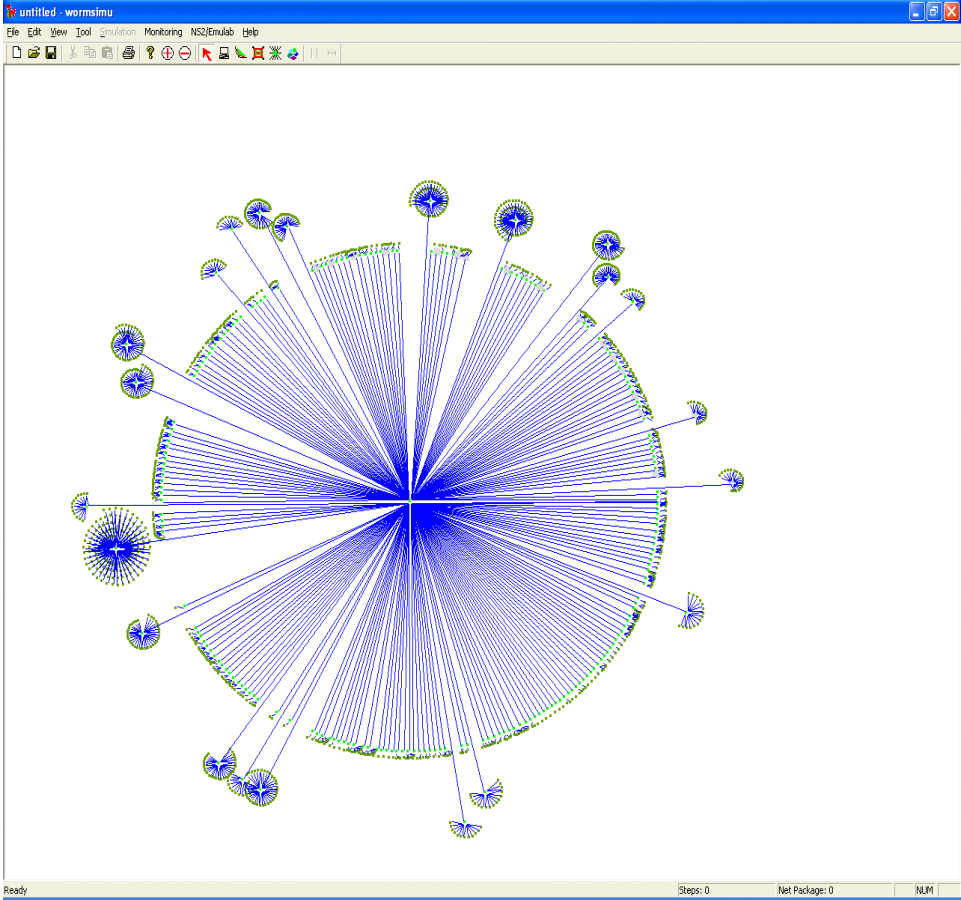 untitled - wormsimu
File Edit View Tool Simulation Monitoring NS2/Emulab Help
Ready Steps: 0 Net Package: 0 NUM